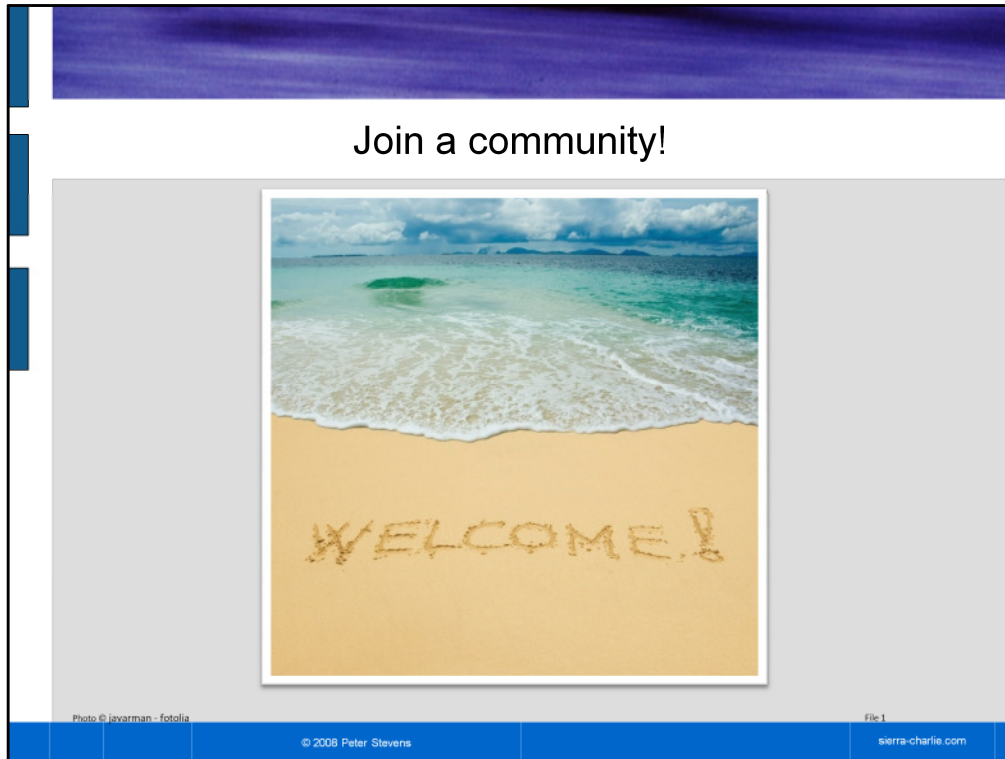 Join a community!
WELCOME!
Photo © javarman - fotolia
File 1
© 2008 Peter Stevens
sierra-charlie.com